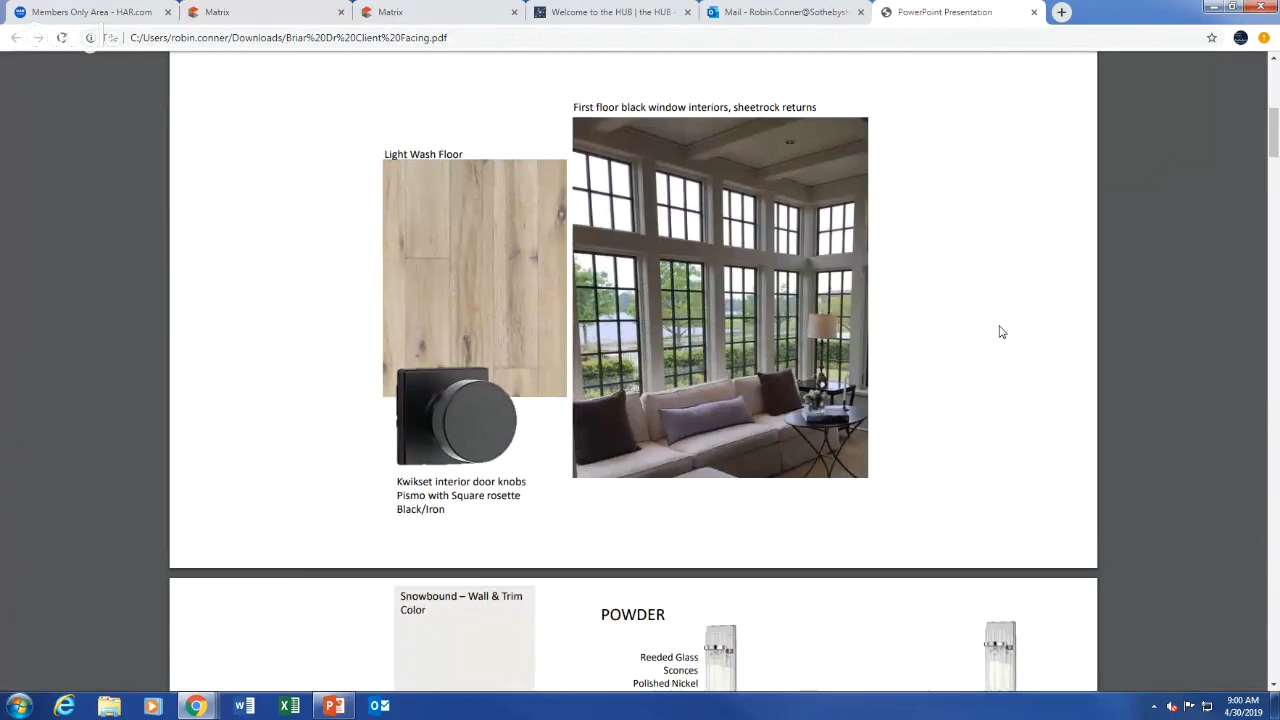 Members Only Area - HAR.com
Matrix
Matrix
Welcome to the HUB | the HUB -
Mail - Robin.Conner@Sothebysh
PowerPoint Presentation
C:/Users/robin.conner/Downloads/Briar%20Dr%20Client%20Facing.pdf
First floor black window interiors, sheetrock returns
Light Wash Floor
Kwikset interior door knobs
Pismo with Square rosette
Black/Iron
Snowbound – Wall & Trim
Color
POWDER
Reeded Glass
Sconces
Polished Nickel
9:00 AM
4/30/2019